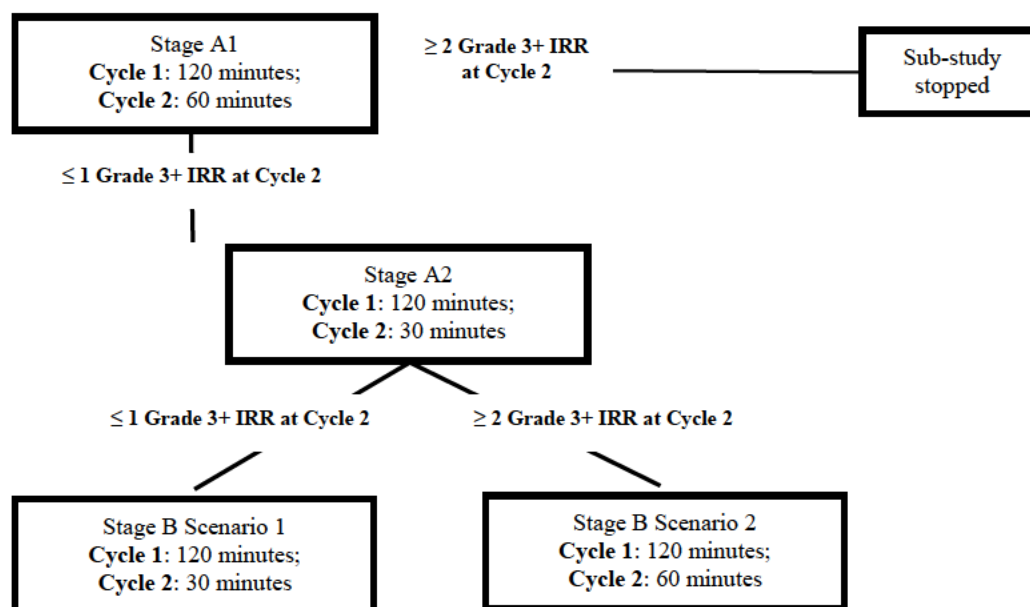 Stage A1
Cycle 1: 120 minutes;
Cycle 2: 60 minutes
≥ 2 Grade 3+ IRR
at Cycle 2
Sub-study
stopped
≤ 1 Grade 3+ IRR at Cycle 2
Stage A2
Cycle 1: 120 minutes;
Cycle 2: 30 minutes
≤ 1 Grade 3+ IRR at Cycle 2
≥ 2 Grade 3+ IRR at Cycle 2
Stage B Scenario 1
Cycle 1: 120 minutes;
Cycle 2: 30 minutes
Stage B Scenario 2
Cycle 1: 120 minutes;
Cycle 2: 60 minutes